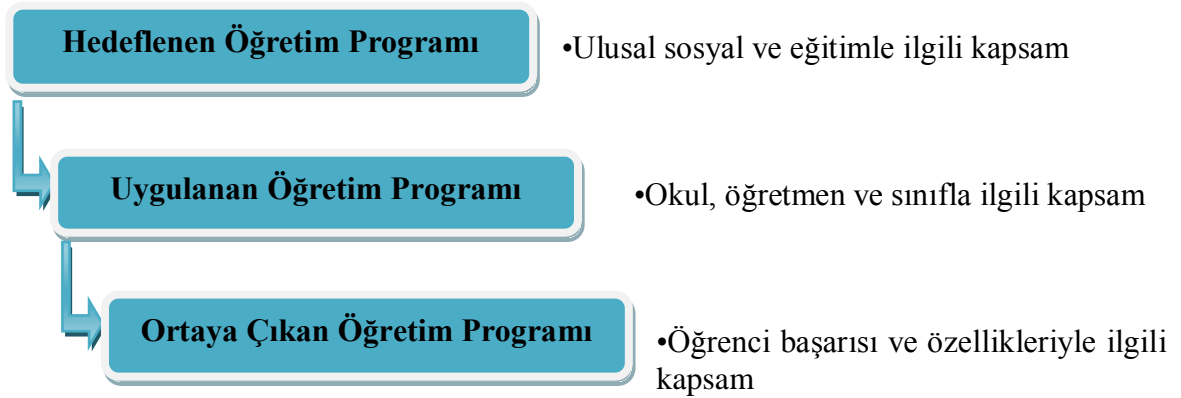 Hedeflenen Öğretim Programı
•Ulusal sosyal ve eğitimle ilgili kapsam
Uygulanan Öğretim Programı
•Okul, öğretmen ve sınıfla ilgili kapsam
Ortaya Çıkan Öğretim Programı
•Öğrenci başarısı ve özellikleriyle ilgili
kapsam